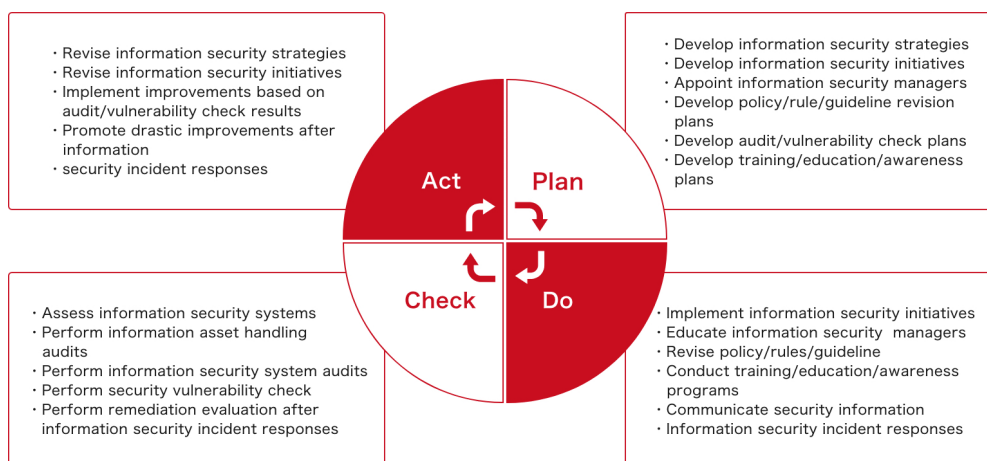 · Revise information security strategies
· Revise information security initiatives
· Implement improvements based on
audit/vulnerability check results
· Promote drastic improvements after
information
· security incident responses
· Develop information security strategies
· Develop information security initiatives
· Appoint information security managers
· Develop policy/rule/guideline revision
plans
· Develop audit/vulnerability check plans
· Develop training/education/awareness
plans
Act
Plan
Check
Do
· Assess information security systems
· Perform information asset handling
audits
· Perform information security system audits
· Perform security vulnerability check
· Perform remediation evaluation after
information security incident responses
· Implement information security initiatives
· Educate information security  managers
· Revise policy/rules/guideline
· Conduct training/education/awareness
programs
· Communicate security information
· Information security incident responses